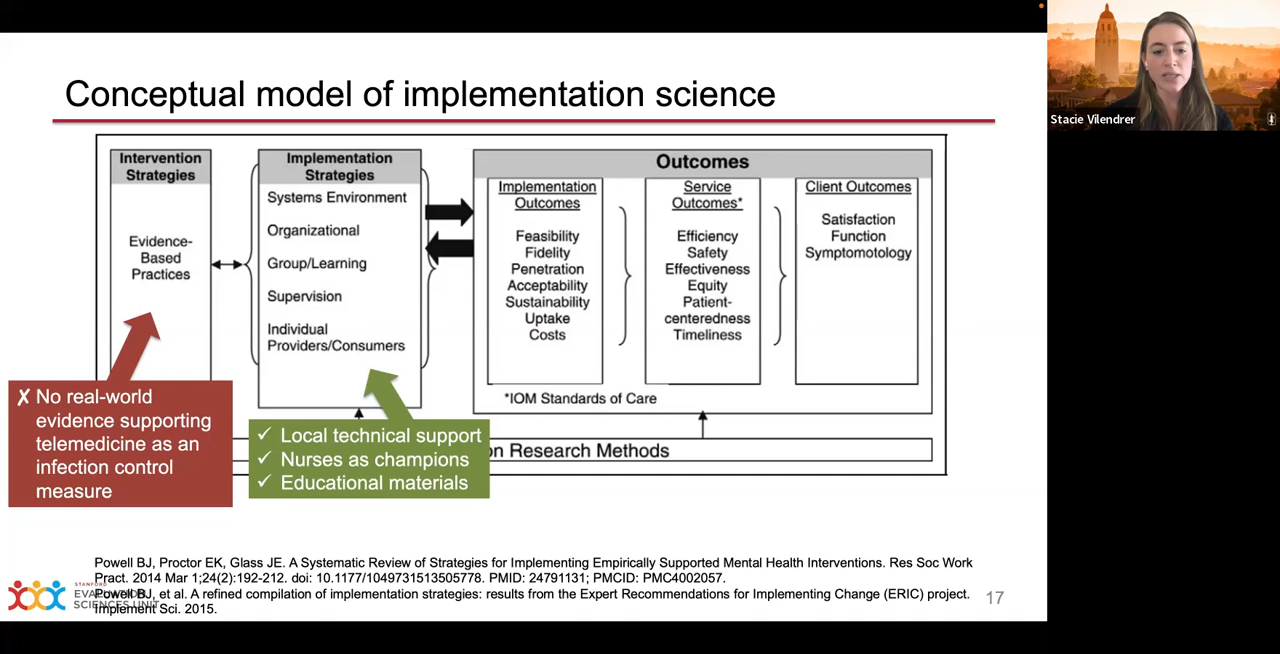 Conceptual model of implementation science
Intervention
Strategies
Evidence-
Based
Practices
Implementation
Strategies
Systems Environment
Organizational
Group/Learning
Supervision
Individual
Providers/Consumers
Outcomes
Implementation
Outcomes
Feasibility
Fidelity
Penetration
Acceptability
Sustainability
Uptake
Costs
Service
Outcomes*
Efficiency
Safety
Effectiveness
Equity
Patient-
centeredness
Timeliness
Client Outcomes
Satisfaction
Function
Symptomotology
*IOM Standards of Care
on Research Methods
✗ No real-world
evidence supporting
telemedicine as an
infection control
measure
✓ Local technical support
✓ Nurses as champions
✓ Educational materials
Powell BJ, Proctor EK, Glass JE. A Systematic Review of Strategies for Implementing Empirically Supported Mental Health Interventions. Res Soc Work
Pract. 2014 Mar 1;24(2):192-212. doi: 10.1177/1049731513505778. PMID: 24791131; PMCID: PMC4002057.
Powell BJ, et al. A refined compilation of implementation strategies: results from the Expert Recommendations for Implementing Change (ERIC) project.
Implement Sci. 2015.
STANFORD
SCIENCES UNIT
17
Stacie Vilendrer